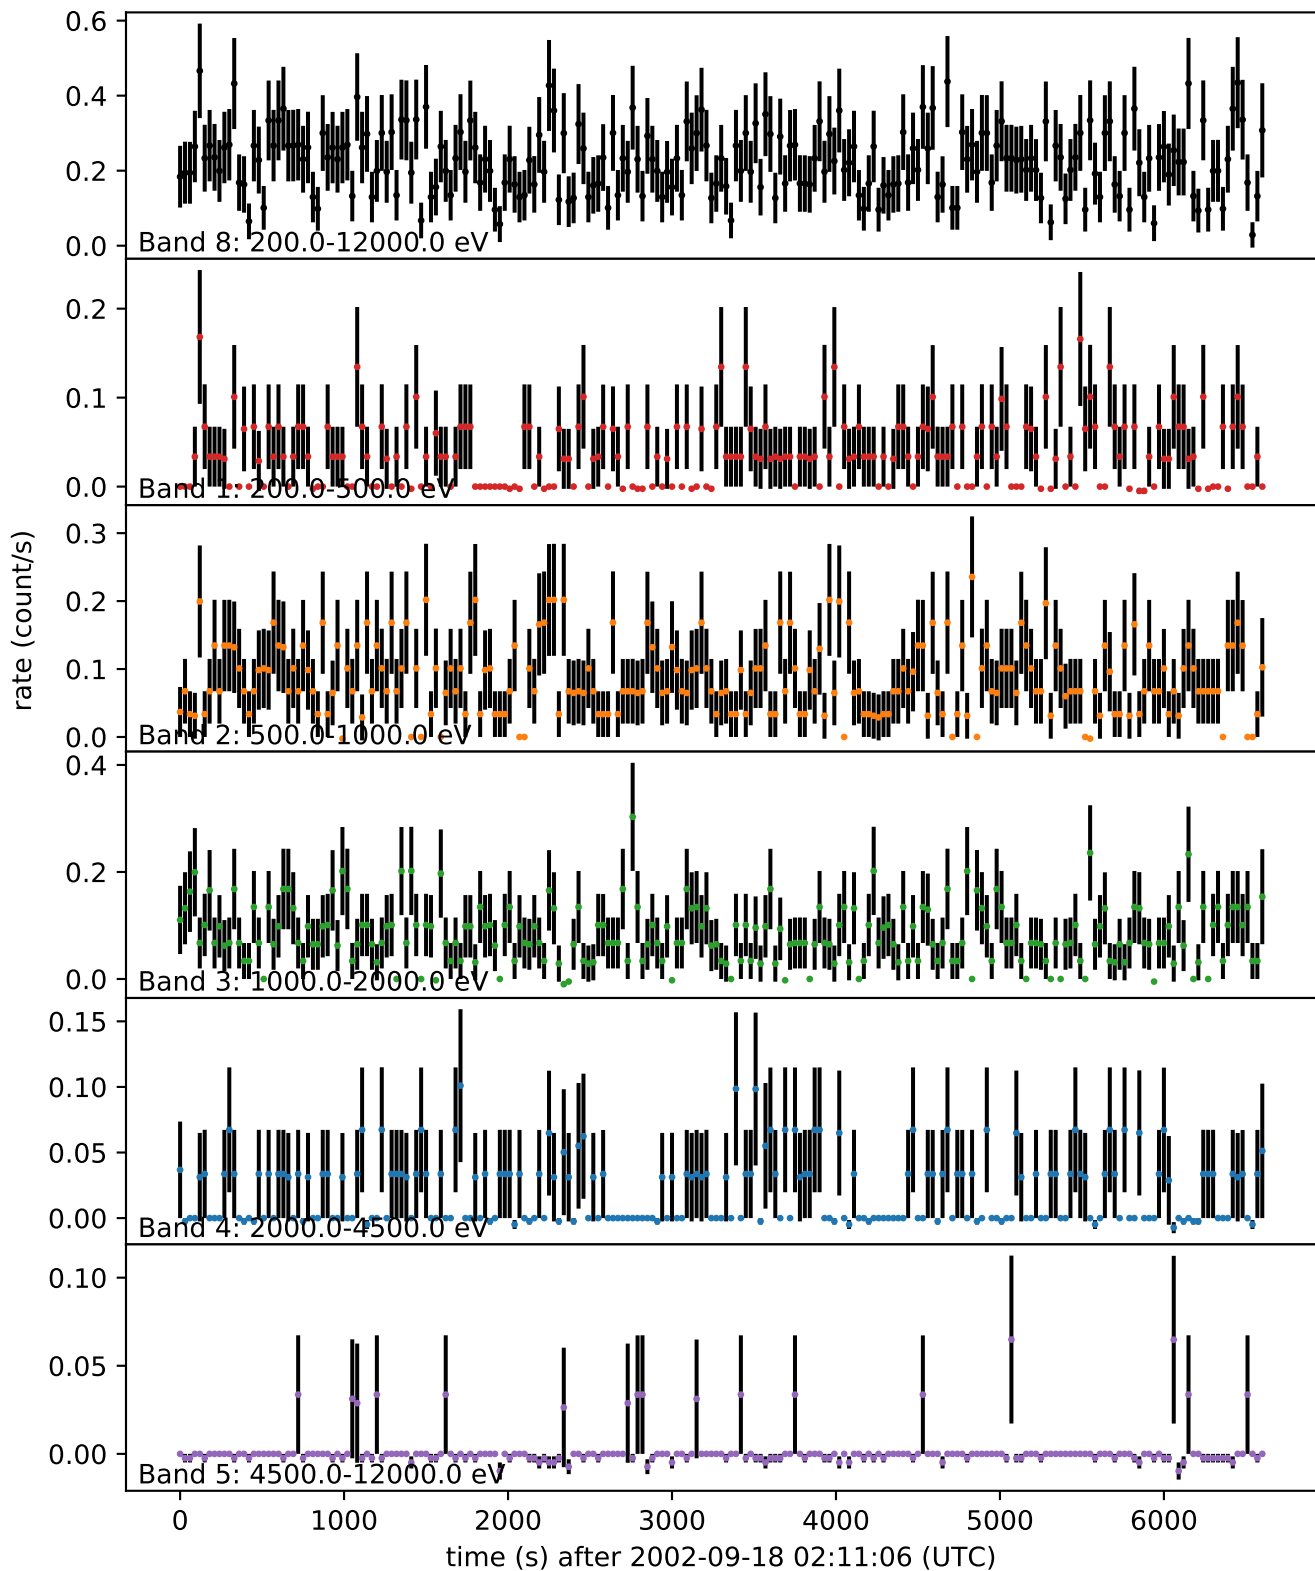 0.6
0.4
0.2
0.0
Band 8: 200.0-12000.0 eV
0.2
0.1
0.0
Band 1: 200.0-500.0 eV
0.3
0.2
0.1
0.0
Band 2: 500.0-1000.0 eV
rate (count/s)
0.4
0.2
0.0
Band 3: 1000.0-2000.0 eV
0.15
0.10
0.05
0.00
Band 4: 2000.0-4500.0 eV
0.10
0.05
0.00
Band 5: 4500.0-12000.0 eV
0 1000 2000 3000 4000 5000 6000
time (s) after 2002-09-18 02:11:06 (UTC)